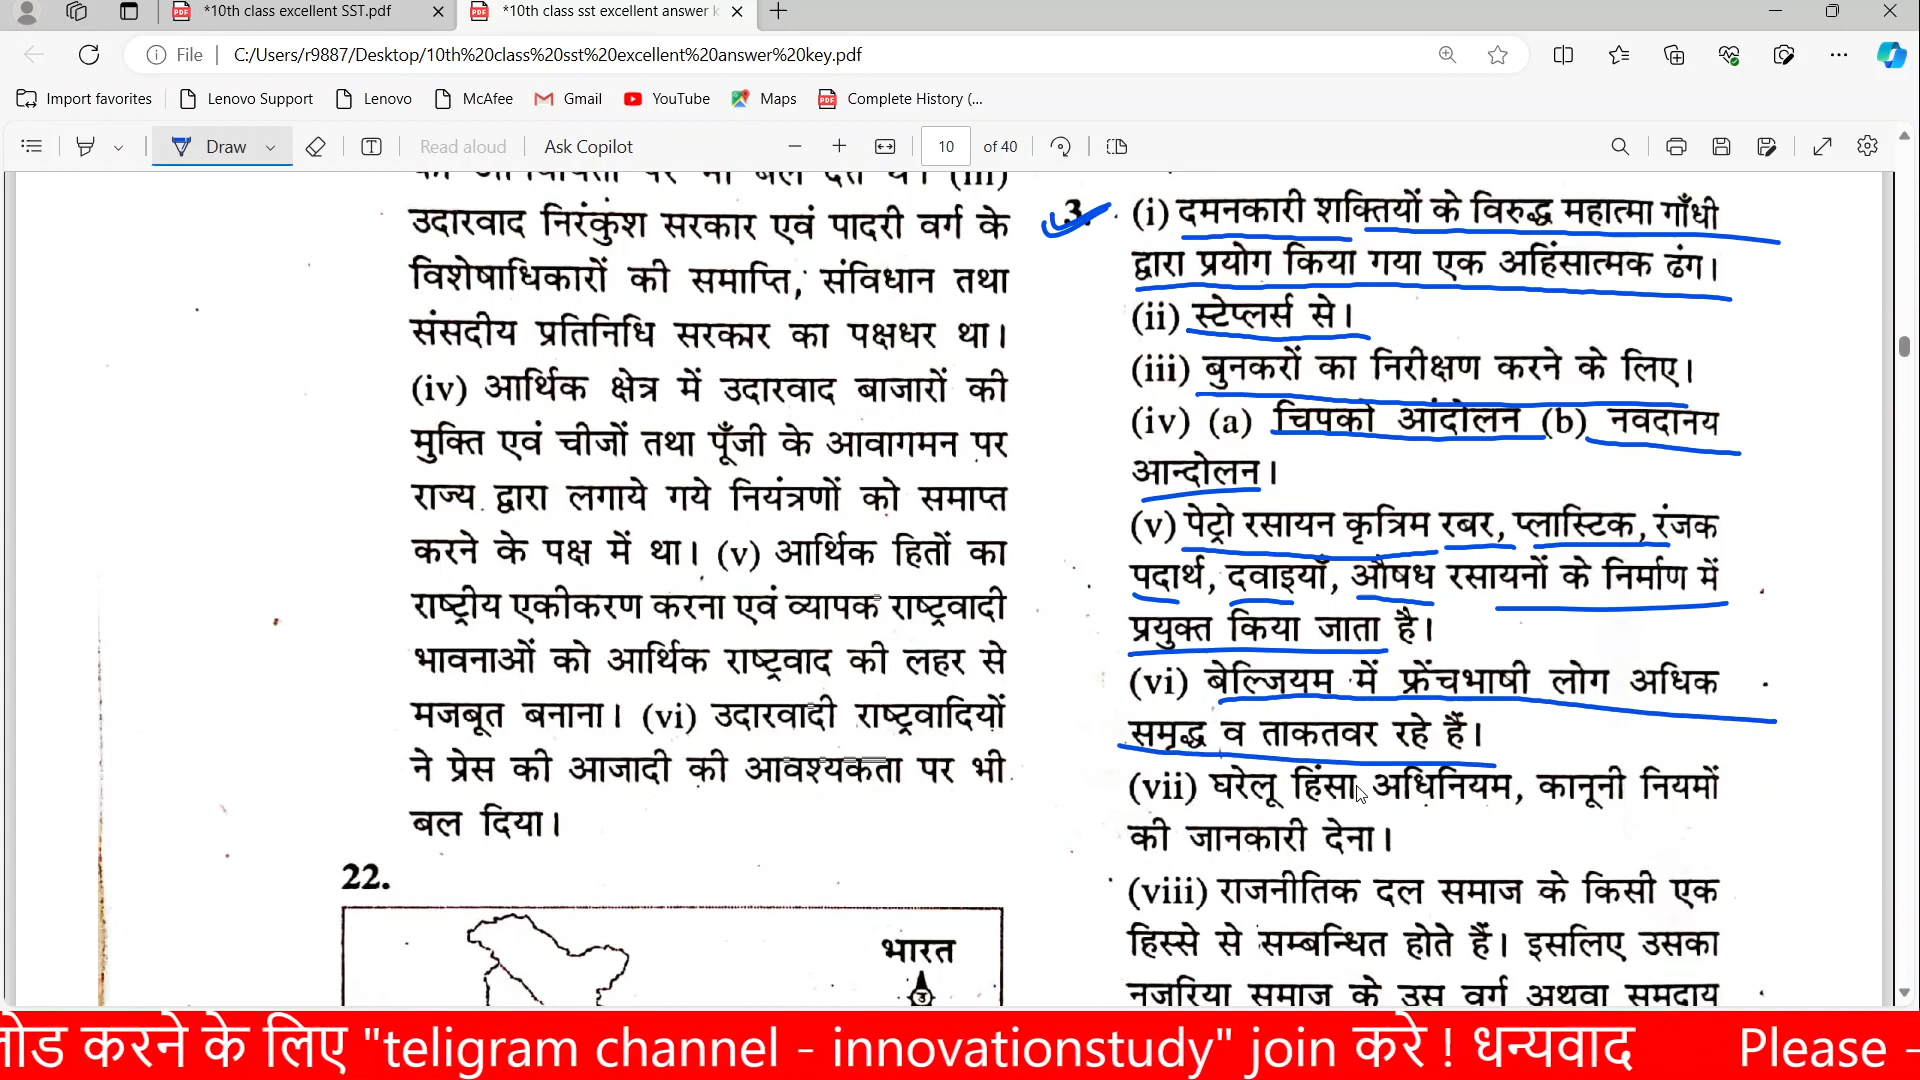 *10th class excellent SST.pdf
*10th class sst excellent answer k
File
C:/Users/r9887/Desktop/10th%20class%20sst%20excellent%20answer%20key.pdf
Import favorites
Lenovo Support
Lenovo
McAfee
Gmail
YouTube
Maps
Complete History (...
Draw
Read aloud
Ask Copilot
10 of 40
उदारवाद निरंकुंश सरकार एवं पादरी वर्ग के
विशेषाधिकारों की समाप्ति, संविधान तथा
संसदीय प्रतिनिधि सरकार का पक्षधर था।
(iv) आर्थिक क्षेत्र में उदारवाद बाजारों की
मुक्ति एवं चीजों तथा पूँजी के आवागमन पर
राज्य द्वारा लगाये गये नियंत्रणों को समाप्त
करने के पक्ष में था। (v) आर्थिक हितों का
राष्ट्रीय एकीकरण करना एवं व्यापक राष्ट्रवादी
भावनाओं को आर्थिक राष्ट्रवाद की लहर से
मजबूत बनाना। (vi) उदारवादी राष्ट्रवादियों
ने प्रेस की आजादी की आवश्यकता पर भी
बल दिया।
22.
भारत
3. (i) दमनकारी शक्तियों के विरुद्ध महात्मा गाँधी
द्वारा प्रयोग किया गया एक अहिंसात्मक ढंग।
(ii) स्टेप्लर्स से।
(iii) बुनकरों का निरीक्षण करने के लिए।
(iv) (a) चिपको आंदोलन (b) नवदानय
आन्दोलन।
(v) पेट्रो रसायन कृत्रिम रबर, प्लास्टिक, रंजक
पदार्थ, दवाइयाँ, औषध रसायनों के निर्माण में
प्रयुक्त किया जाता है।
(vi) बेल्जियम में फ्रेंचभाषी लोग अधिक
समृद्ध व ताकतवर रहे हैं।
(vii) घरेलू हिंसा अधिनियम, कानूनी नियमों
की जानकारी देना।
(viii) राजनीतिक दल समाज के किसी एक
हिस्से से सम्बन्धित होते हैं। इसलिए उसका
नजरिया समाज के उस वर्ग अथवा समुदाय
लोड करने के लिए "teligram channel - innovationstudy" join करे ! धन्यवाद Please -